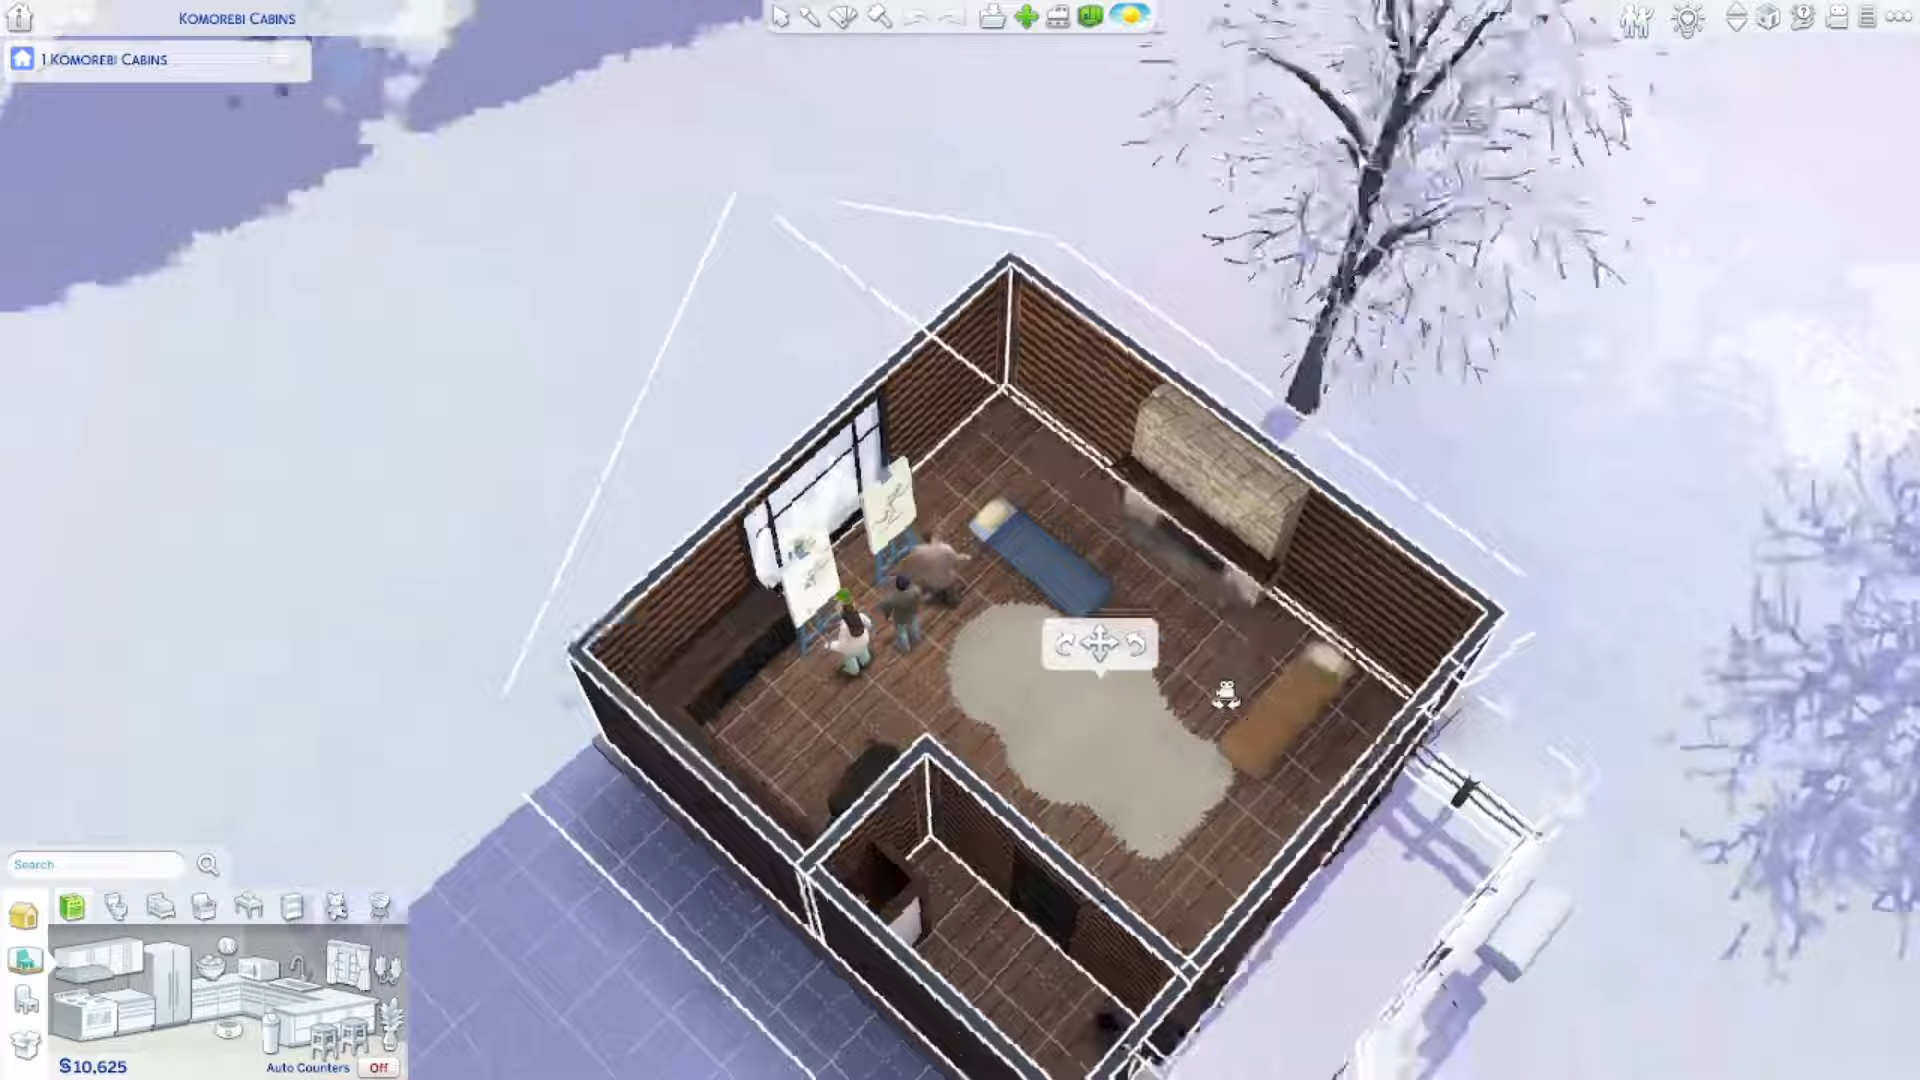 KOMOREBI CABINS
1 KOMOREBI CABINS
Search
§10,625
Auto Counters
Off